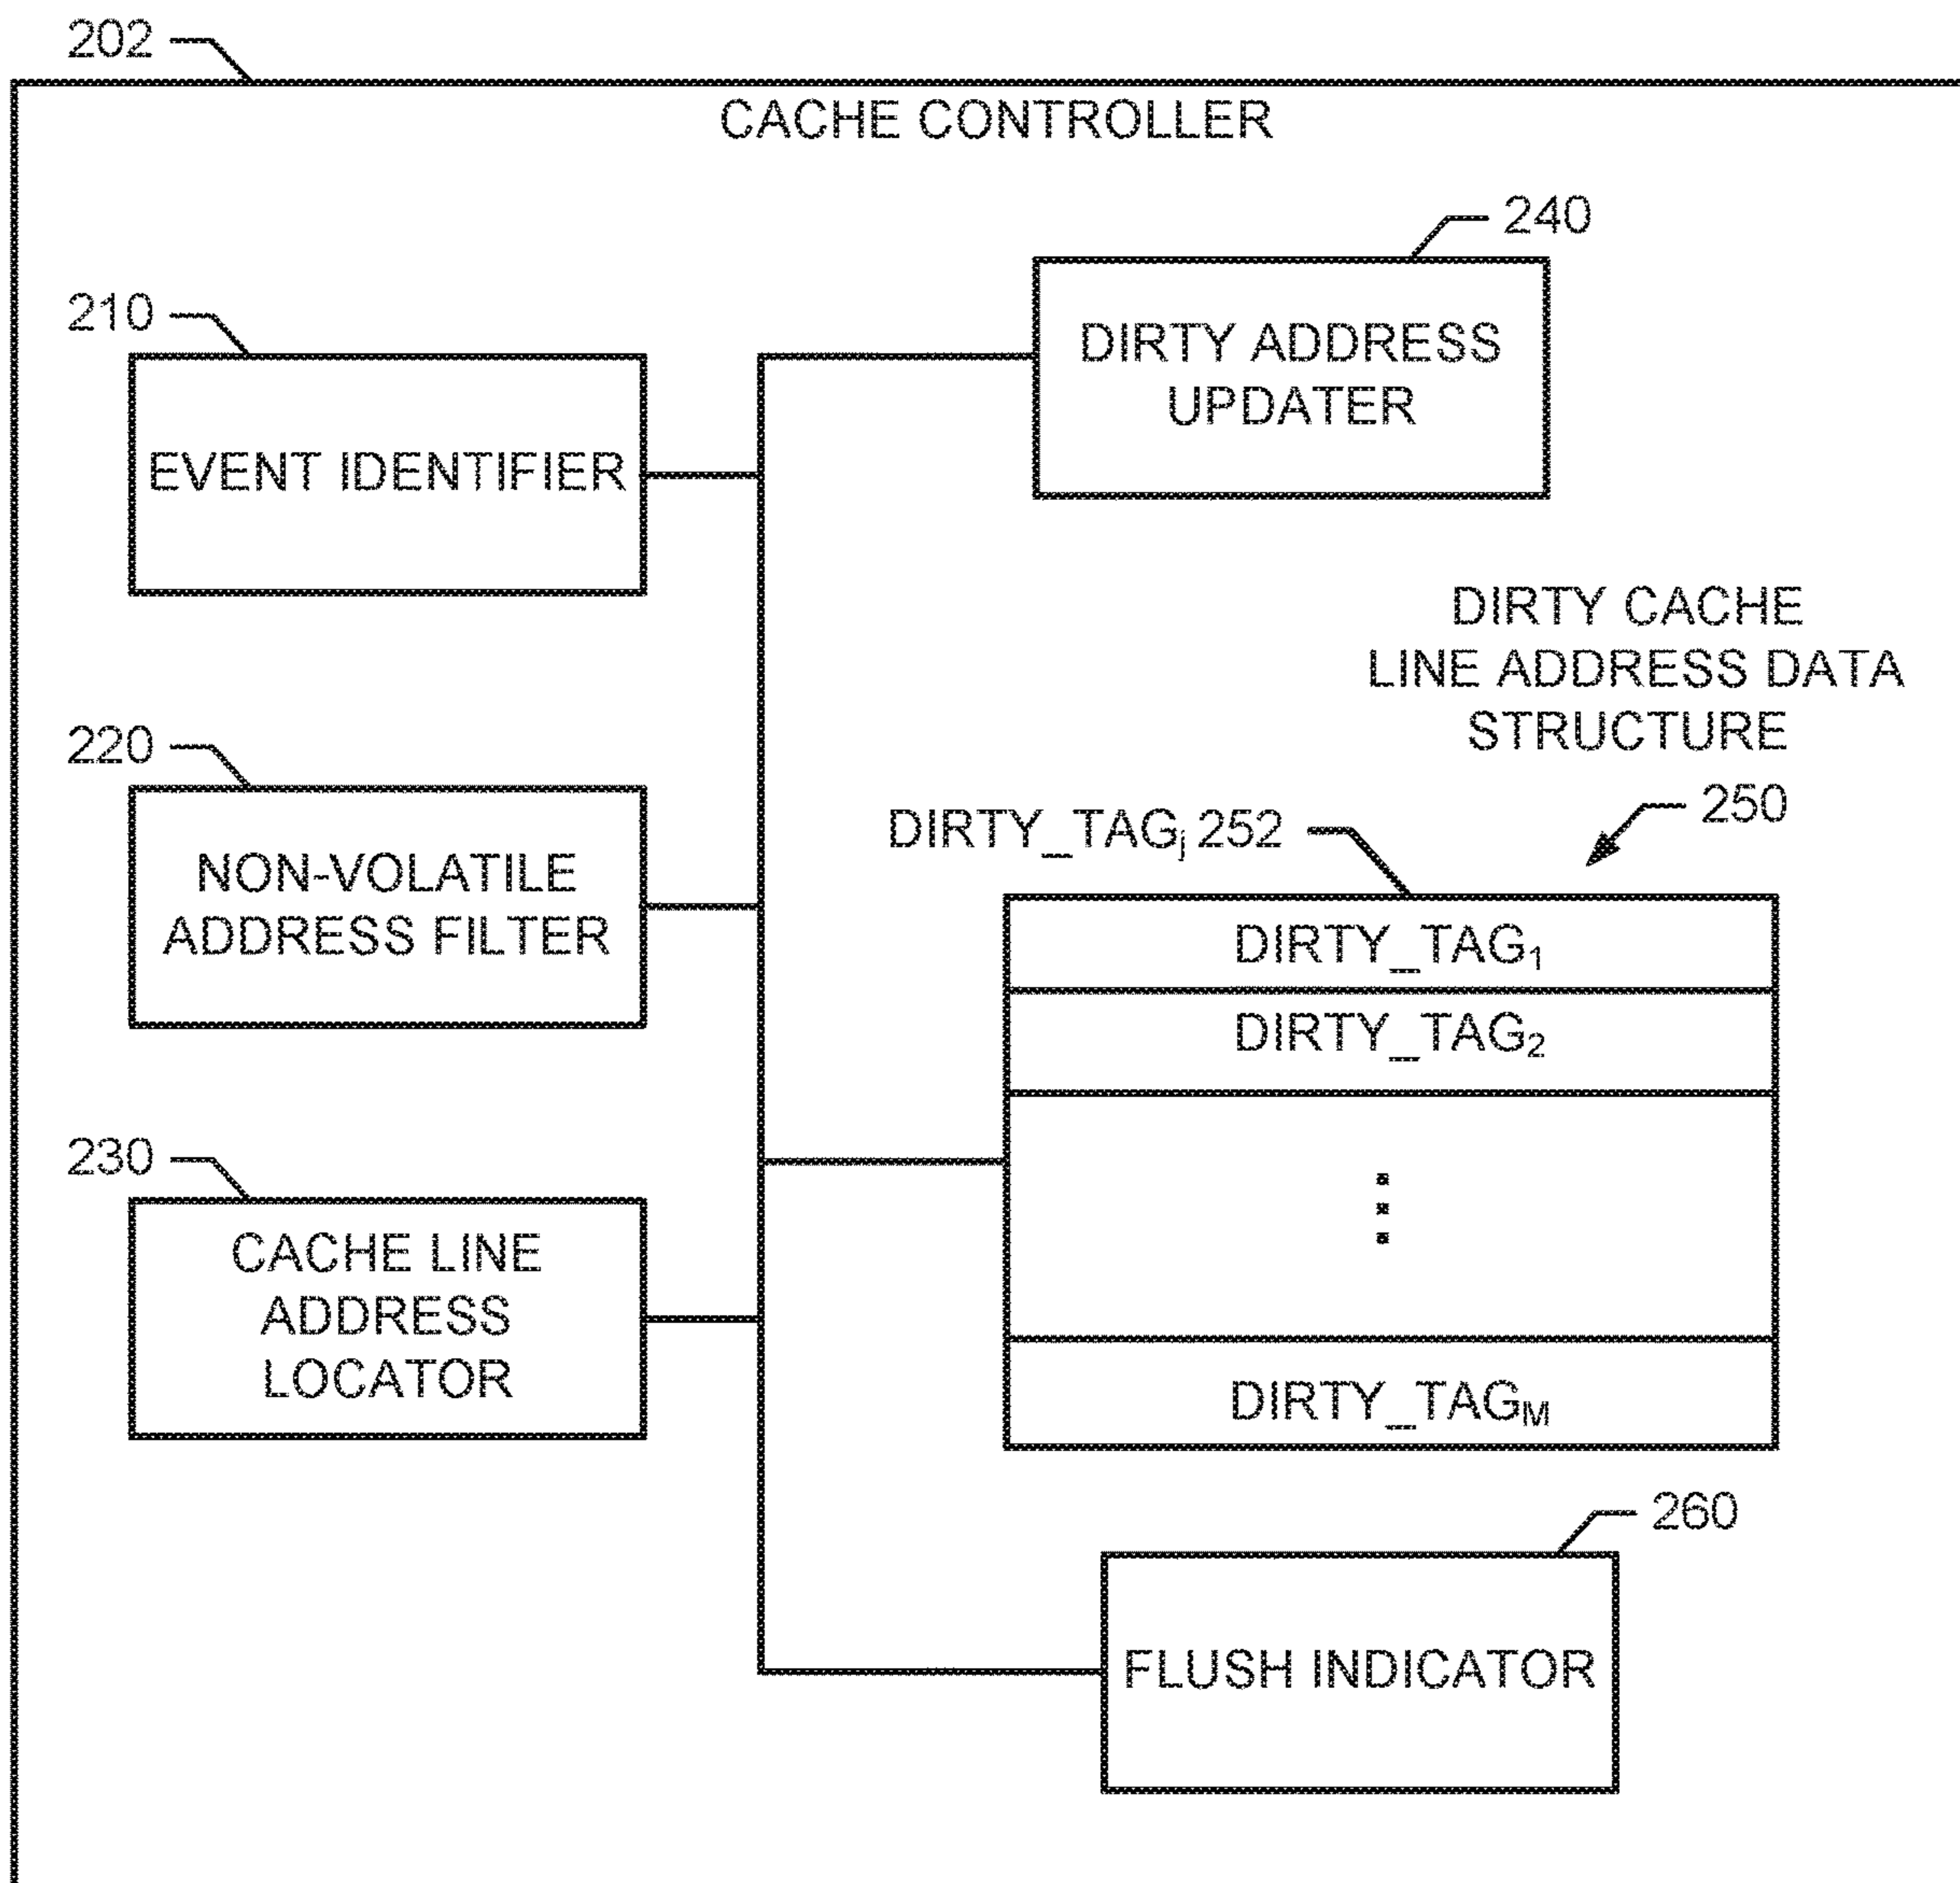 202
CACHE CONTROLLER
240
DIRTY ADDRESS
UPDATER
210
EVENT IDENTIFIER
DIRTY CACHE
LINE ADDRESS DATA
STRUCTURE
250
220
NON-VOLATILE
ADDRESS FILTER
DIRTY_TAGj 252
DIRTY_TAG1
DIRTY_TAG2
⋮
DIRTY_TAGM
230
CACHE LINE
ADDRESS
LOCATOR
260
FLUSH INDICATOR